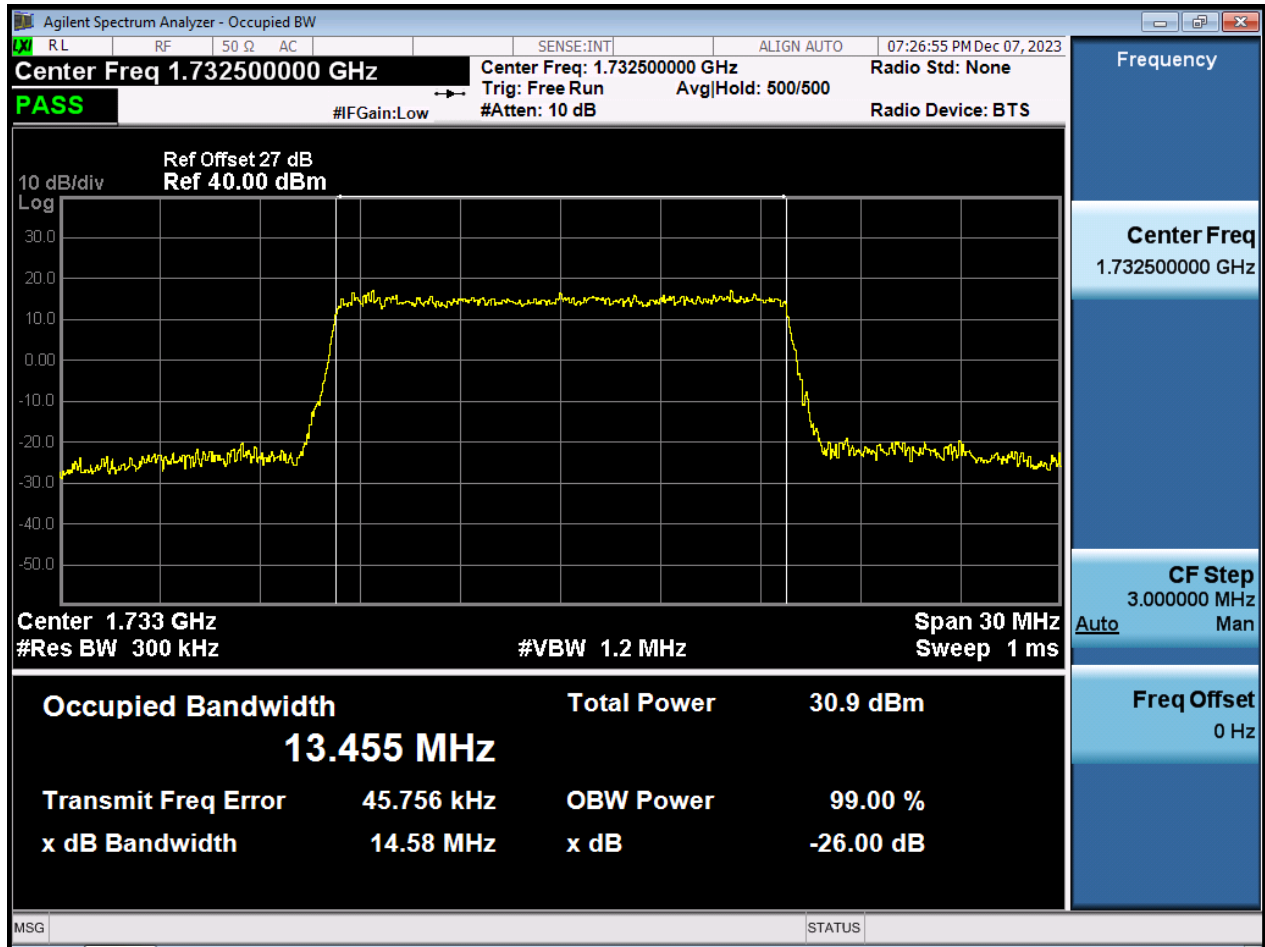 Agilent Spectrum Analyzer - Occupied BW
LXI RL RF 50 Ω AC SENSE:INT ALIGN AUTO 07:26:55 PM Dec 07, 2023
Center Freq 1.732500000 GHz
PASS
#IFGain:Low
Center Freq: 1.732500000 GHz
Trig: Free Run Avg|Hold: 500/500
#Atten: 10 dB
Radio Std: None
Radio Device: BTS
Ref Offset 27 dB
10 dB/div Ref 40.00 dBm
Log
30.0
20.0
10.0
0.00
-10.0
-20.0
-30.0
-40.0
-50.0
Center 1.733 GHz Span 30 MHz
#Res BW 300 kHz #VBW 1.2 MHz Sweep 1 ms
Occupied Bandwidth Total Power 30.9 dBm
13.455 MHz
Transmit Freq Error 45.756 kHz OBW Power 99.00 %
x dB Bandwidth 14.58 MHz x dB -26.00 dB
MSG STATUS
Frequency
Center Freq
1.732500000 GHz
CF Step
3.000000 MHz
Auto Man
Freq Offset
0 Hz